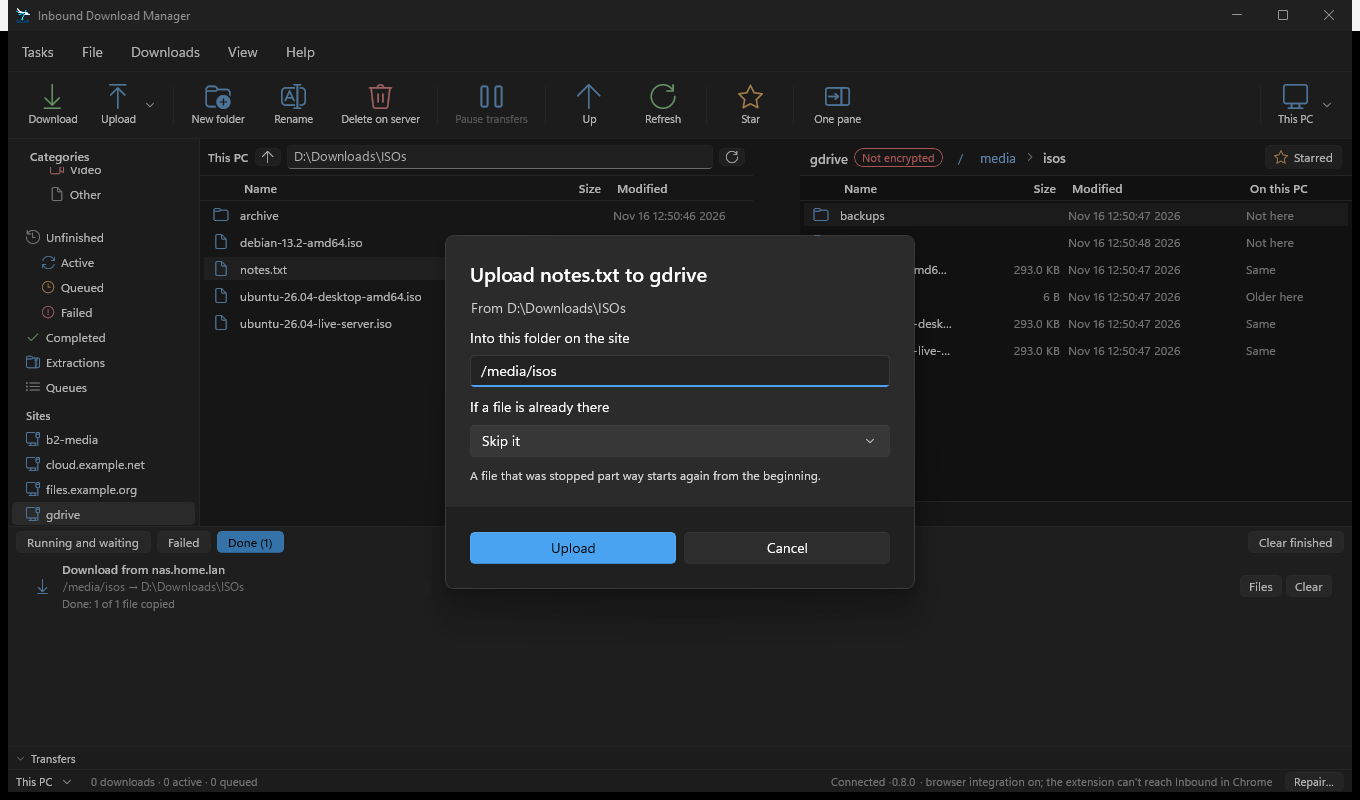 Inbound Download Manager
Tasks File Downloads View Help
Download Upload New folder Rename Delete on server Pause transfers Up Refresh Star One pane This PC
Categories
Video
Other
Unfinished
Active
Queued
Failed
Completed
Extractions
Queues
Sites
b2-media
cloud.example.net
files.example.org
gdrive
This PC D:\Downloads\ISOs
Name Size Modified
archive Nov 16 12:50:46 2026
debian-13.2-amd64.iso
notes.txt
ubuntu-26.04-desktop-amd64.iso
ubuntu-26.04-live-server.iso
gdrive Not encrypted / media > isos Starred
Name Size Modified On this PC
backups Nov 16 12:50:47 2026 Not here
Nov 16 12:50:48 2026 Not here
md6... 293.0 KB Nov 16 12:50:47 2026 Same
6 B Nov 16 12:50:47 2026 Older here
-desk... 293.0 KB Nov 16 12:50:47 2026 Same
-live-... 293.0 KB Nov 16 12:50:47 2026 Same
Upload notes.txt to gdrive
From D:\Downloads\ISOs
Into this folder on the site
/media/isos
If a file is already there
Skip it
A file that was stopped part way starts again from the beginning.
Upload Cancel
Running and waiting Failed Done (1) Clear finished
Download from nas.home.lan
/media/isos → D:\Downloads\ISOs
Done: 1 of 1 file copied
Files Clear
Transfers
This PC 0 downloads · 0 active · 0 queued
Connected ·0.8.0 · browser integration on; the extension can't reach Inbound in Chrome Repair...